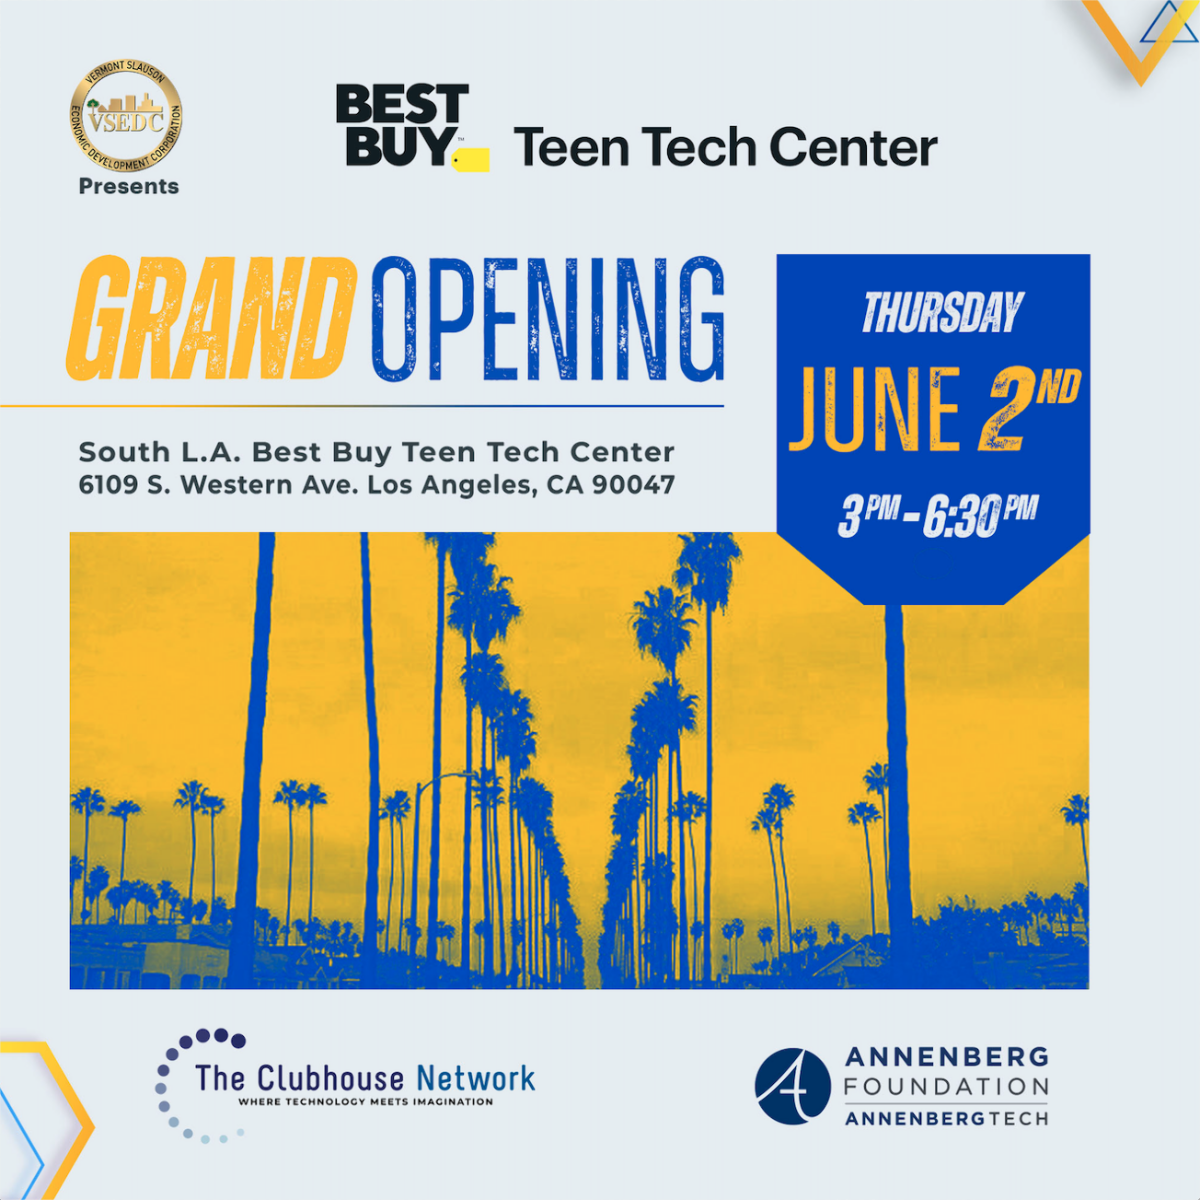 VERMONT SLAUSON
ECONOMIC DEVELOPMENT CORPORATION
VSEDC
Presents
BEST
BUY™
Teen Tech Center
GRAND OPENING
THURSDAY
JUNE 2ND
3PM-6:30PM
South L.A. Best Buy Teen Tech Center
6109 S. Western Ave. Los Angeles, CA 90047
The Clubhouse Network
WHERE TECHNOLOGY MEETS IMAGINATION
A
ANNENBERG
FOUNDATION
ANNENBERGTECH